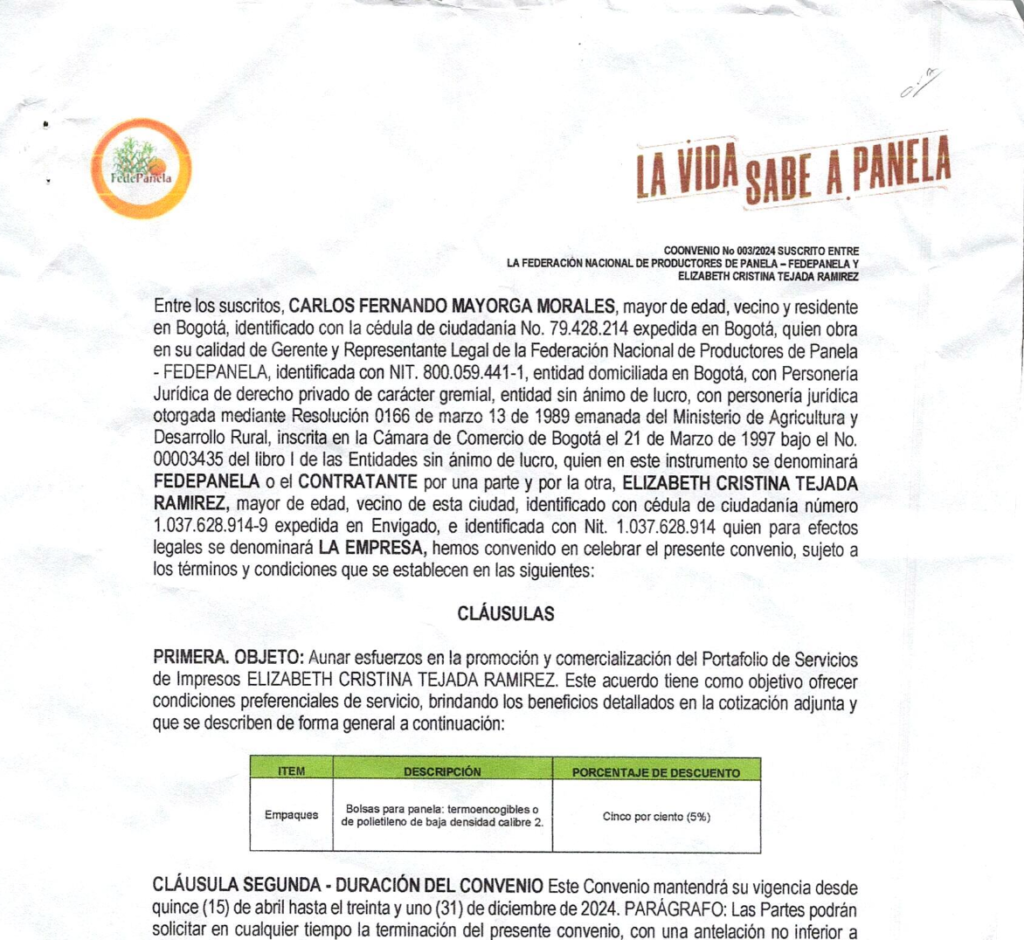 FedePanela
LA VIDA SABE A PANELA
COONVENIO No 003/2024 SUSCRITO ENTRE
LA FEDERACIÓN NACIONAL DE PRODUCTORES DE PANELA – FEDEPANELA Y
ELIZABETH CRISTINA TEJADA RAMIREZ
Entre los suscritos, CARLOS FERNANDO MAYORGA MORALES, mayor de edad, vecino y residente
en Bogotá, identificado con la cédula de ciudadanía No. 79.428.214 expedida en Bogotá, quien obra
en su calidad de Gerente y Representante Legal de la Federación Nacional de Productores de Panela
- FEDEPANELA, identificada con NIT. 800.059.441-1, entidad domiciliada en Bogotá, con Personería
Jurídica de derecho privado de carácter gremial, entidad sin ánimo de lucro, con personería jurídica
otorgada mediante Resolución 0166 de marzo 13 de 1989 emanada del Ministerio de Agricultura y
Desarrollo Rural, inscrita en la Cámara de Comercio de Bogotá el 21 de Marzo de 1997 bajo el No.
00003435 del libro I de las Entidades sin ánimo de lucro, quien en este instrumento se denominará
FEDEPANELA o el CONTRATANTE por una parte y por la otra, ELIZABETH CRISTINA TEJADA
RAMIREZ, mayor de edad, vecino de esta ciudad, identificado con cédula de ciudadanía número
1.037.628.914-9 expedida en Envigado, e identificada con Nit. 1.037.628.914 quien para efectos
legales se denominará LA EMPRESA, hemos convenido en celebrar el presente convenio, sujeto a
los términos y condiciones que se establecen en las siguientes:
CLÁUSULAS
PRIMERA. OBJETO: Aunar esfuerzos en la promoción y comercialización del Portafolio de Servicios
de Impresos ELIZABETH CRISTINA TEJADA RAMIREZ. Este acuerdo tiene como objetivo ofrecer
condiciones preferenciales de servicio, brindando los beneficios detallados en la cotización adjunta y
que se describen de forma general a continuación:
ITEM DESCRIPCIÓN PORCENTAJE DE DESCUENTO
Empaques Bolsas para panela: termoencogibles o
de polietileno de baja densidad calibre 2. Cinco por ciento (5%)
CLÁUSULA SEGUNDA - DURACIÓN DEL CONVENIO Este Convenio mantendrá su vigencia desde
quince (15) de abril hasta el treinta y uno (31) de diciembre de 2024. PARÁGRAFO: Las Partes podrán
solicitar en cualquier tiempo la terminación del presente convenio, con una antelación no inferior a